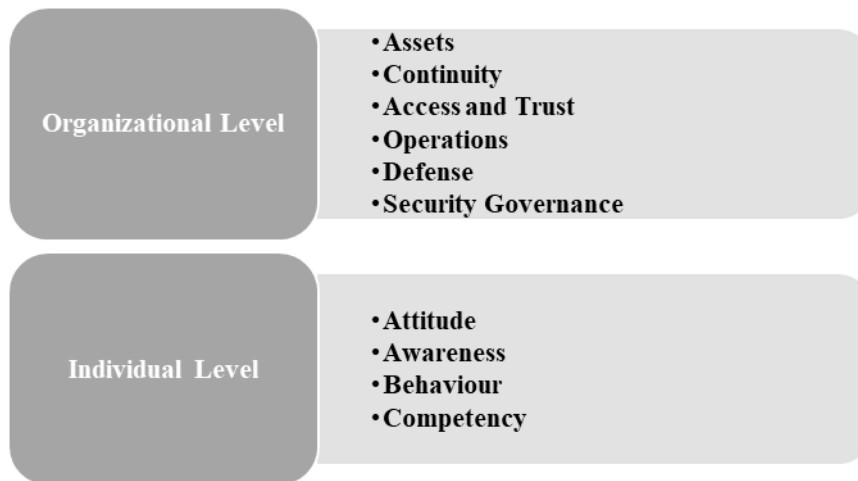 Organizational Level
•Assets
•Continuity
•Access and Trust
•Operations
•Defense
•Security Governance
Individual Level
•Attitude
•Awareness
•Behaviour
•Competency